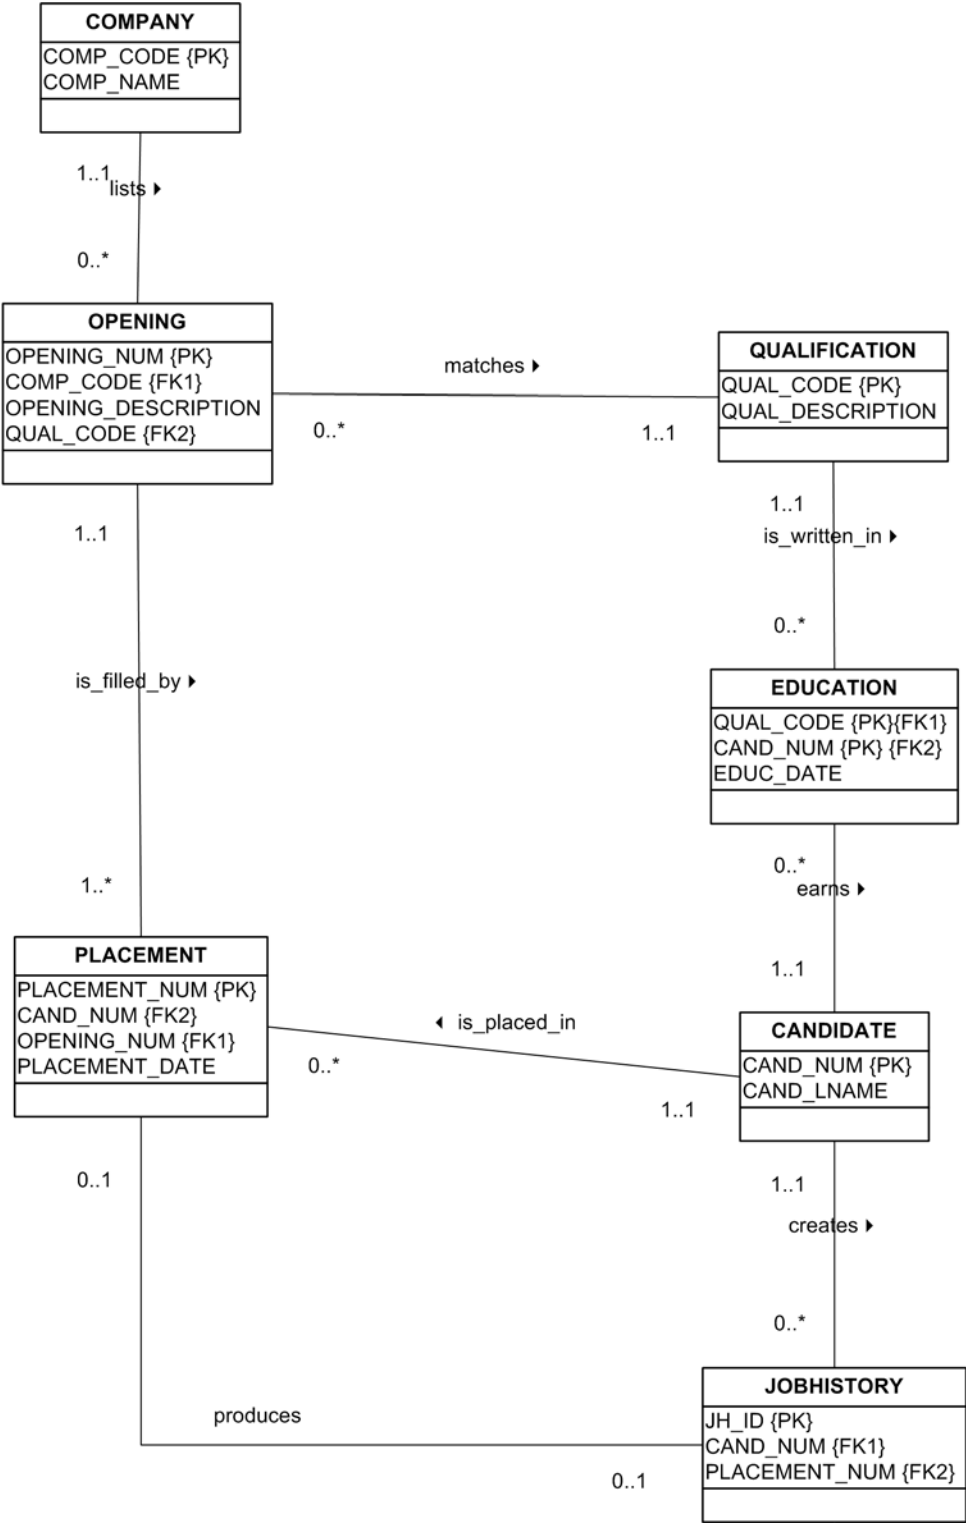 COMPANY
COMP_CODE {PK}
COMP_NAME
1..1
lists
0..*
OPENING
OPENING_NUM {PK}
COMP_CODE {FK1}
OPENING_DESCRIPTION
QUAL_CODE {FK2}
matches
0..*
1..1
QUALIFICATION
QUAL_CODE {PK}
QUAL_DESCRIPTION
1..1
is_written_in
0..*
1..1
is_filled_by
1..*
EDUCATION
QUAL_CODE {PK}{FK1}
CAND_NUM {PK} {FK2}
EDUC_DATE
0..*
earns
1..1
PLACEMENT
PLACEMENT_NUM {PK}
CAND_NUM {FK2}
OPENING_NUM {FK1}
PLACEMENT_DATE
is_placed_in
0..*
1..1
CANDIDATE
CAND_NUM {PK}
CAND_LNAME
1..1
creates
0..*
0..1
produces
0..1
JOBHISTORY
JH_ID {PK}
CAND_NUM {FK1}
PLACEMENT_NUM {FK2}